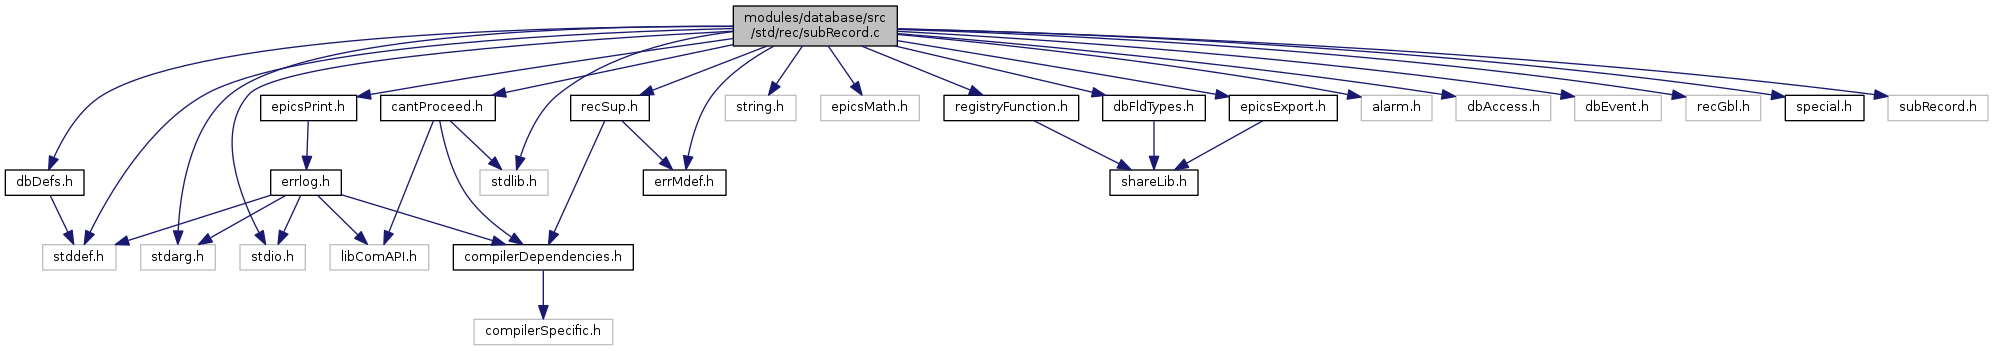 modules/database/src
/std/rec/subRecord.c
epicsPrint.h
cantProceed.h
recSup.h
string.h
epicsMath.h
registryFunction.h
dbFldTypes.h
epicsExport.h
alarm.h
dbAccess.h
dbEvent.h
recGbl.h
special.h
subRecord.h
dbDefs.h
errlog.h
stdlib.h
errMdef.h
shareLib.h
stddef.h
stdarg.h
stdio.h
libComAPI.h
compilerDependencies.h
compilerSpecific.h